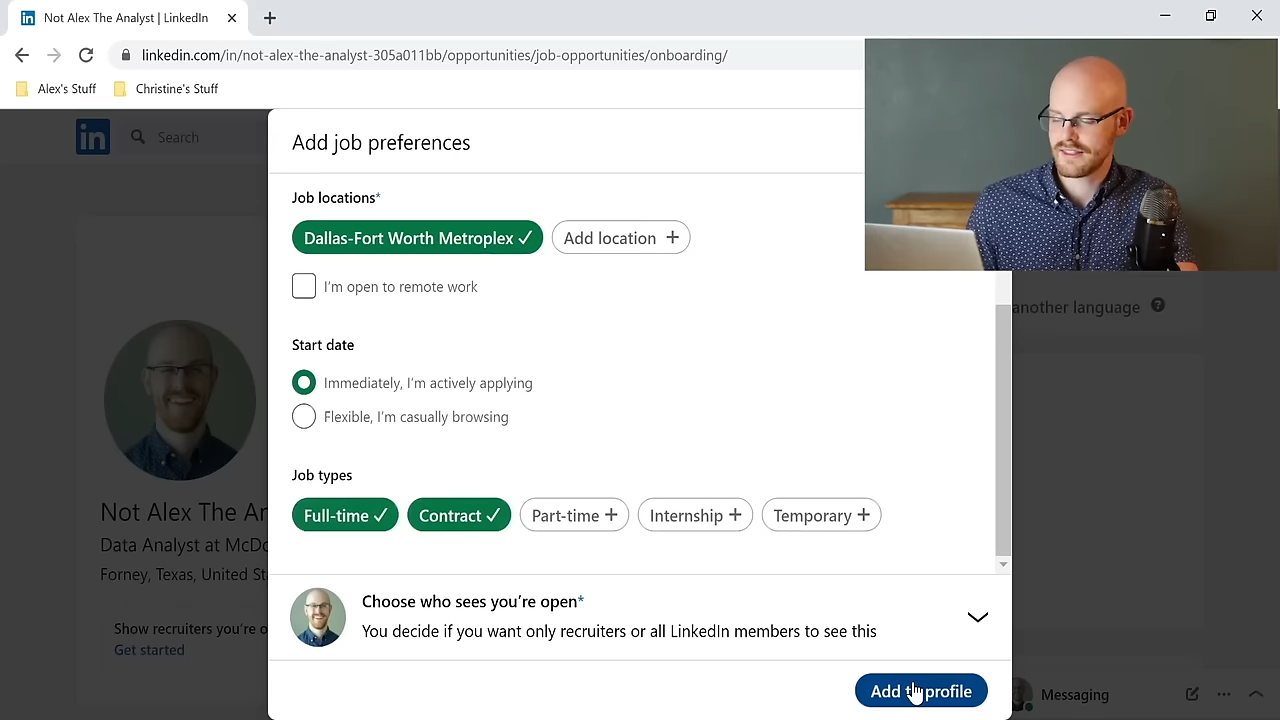 Not Alex The Analyst | LinkedIn
linkedin.com/in/not-alex-the-analyst-305a011bb/opportunities/job-opportunities/onboarding/
Alex's Stuff
Christine's Stuff
in
Search
Add job preferences
Job locations*
Dallas-Fort Worth Metroplex
Add location
I'm open to remote work
another language
Start date
Immediately, I'm actively applying
Flexible, I'm casually browsing
Job types
Full-time
Contract
Part-time
Internship
Temporary
Not Alex The An
Data Analyst at McDo
Forney, Texas, United St
Show recruiters you're o
Get started
Choose who sees you're open*
You decide if you want only recruiters or all LinkedIn members to see this
Add to profile
Messaging